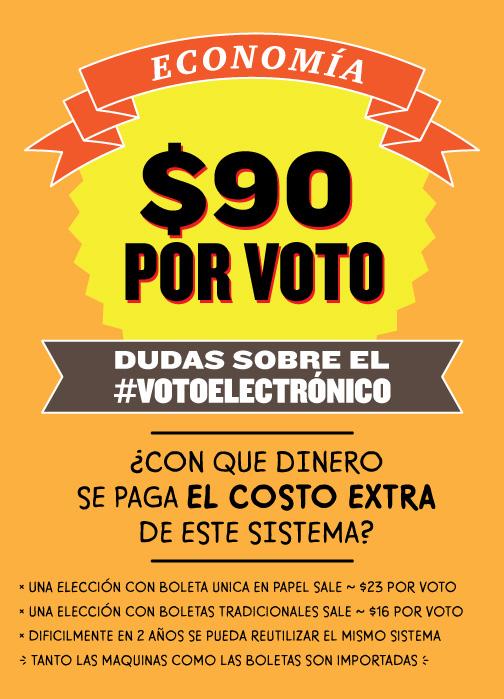 ECONOMÍA
$90
POR VOTO
DUDAS SOBRE EL
#VOTOELECTRÓNICO
¿CON QUE DINERO
SE PAGA EL COSTO EXTRA
DE ESTE SISTEMA?
× UNA ELECCIÓN CON BOLETA UNICA EN PAPEL SALE ~ $23 POR VOTO
× UNA ELECCIÓN CON BOLETAS TRADICIONALES SALE ~ $16 POR VOTO
× DIFICILMENTE EN 2 AÑOS SE PUEDA REUTILIZAR EL MISMO SISTEMA
÷ TANTO LAS MAQUINAS COMO LAS BOLETAS SON IMPORTADAS ÷